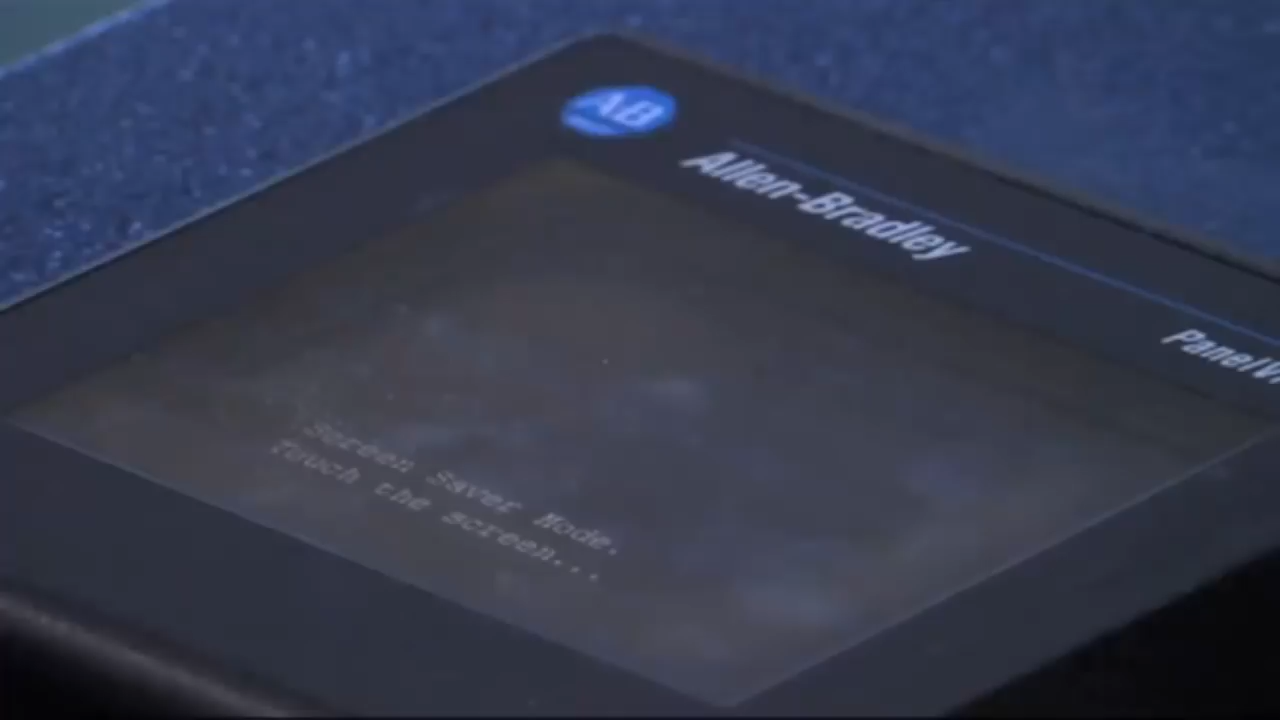 AB
Allen-Bradley
PanelVi
Screen Saver Mode.
Touch the screen...